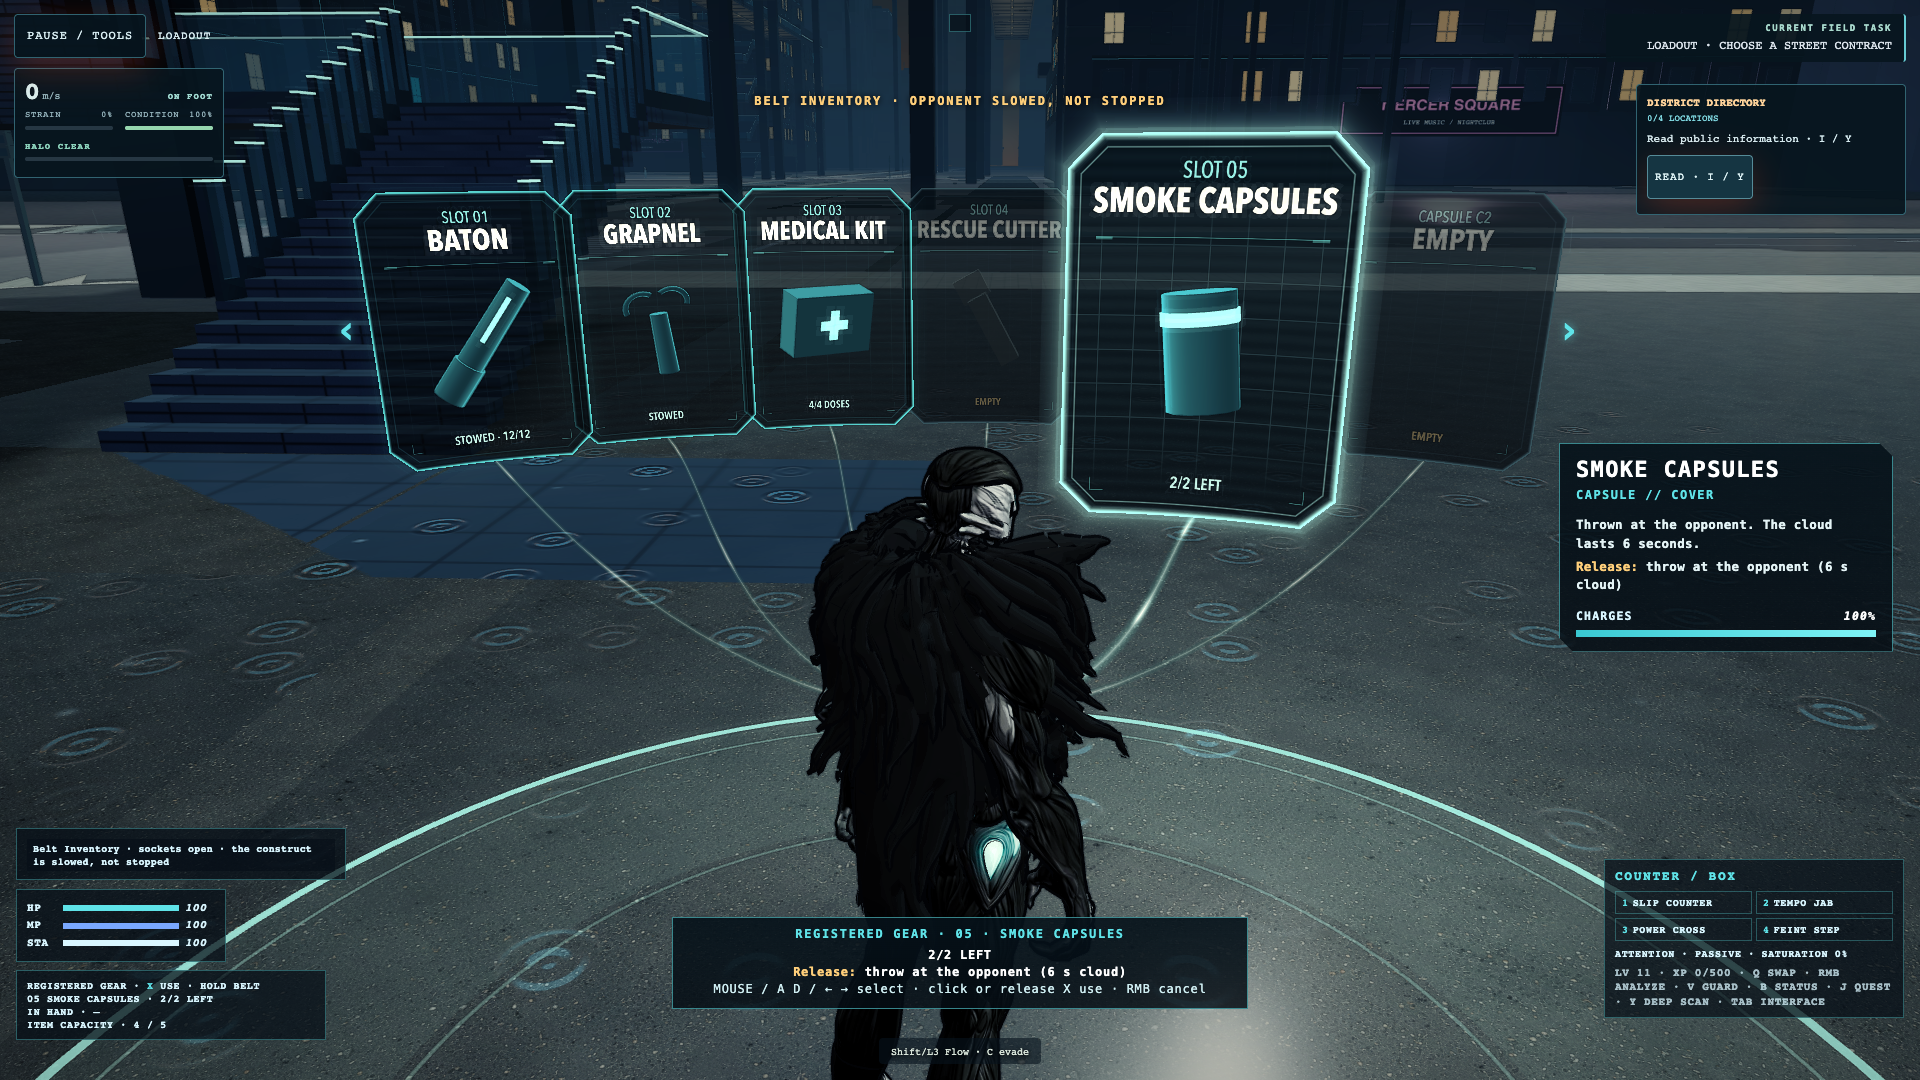 PAUSE / TOOLS
LOADOUT
0 m/s
ON FOOT
STRAIN 0%
CONDITION 100%
HALO CLEAR
CURRENT FIELD TASK
LOADOUT · CHOOSE A STREET CONTRACT
DISTRICT DIRECTORY
0/4 LOCATIONS
Read public information · I / Y
READ · I / Y
BELT INVENTORY · OPPONENT SLOWED, NOT STOPPED
MERCER SQUARE
LIVE MUSIC / NIGHTCLUB
SLOT 01
BATON
STOWED · 12/12
SLOT 02
GRAPNEL
STOWED
SLOT 03
MEDICAL KIT
4/4 DOSES
SLOT 04
RESCUE CUTTER
EMPTY
SLOT 05
SMOKE CAPSULES
2/2 LEFT
CAPSULE C2
EMPTY
EMPTY
‹
›
SMOKE CAPSULES
CAPSULE // COVER
Thrown at the opponent. The cloud
lasts 6 seconds.
Release: throw at the opponent (6 s
cloud)
CHARGES 100%
Belt Inventory · sockets open · the construct
is slowed, not stopped
HP 100
MP 100
STA 100
REGISTERED GEAR · X USE · HOLD BELT
05 SMOKE CAPSULES · 2/2 LEFT
IN HAND · —
ITEM CAPACITY · 4 / 5
REGISTERED GEAR · 05 · SMOKE CAPSULES
2/2 LEFT
Release: throw at the opponent (6 s cloud)
MOUSE / A D / ← → select · click or release X use · RMB cancel
Shift/L3 Flow · C evade
COUNTER / BOX
1 SLIP COUNTER
2 TEMPO JAB
3 POWER CROSS
4 FEINT STEP
ATTENTION · PASSIVE · SATURATION 0%
LV 11 · XP 0/500 · Q SWAP · RMB
ANALYZE · V GUARD · B STATUS · J QUEST
· Y DEEP SCAN · TAB INTERFACE